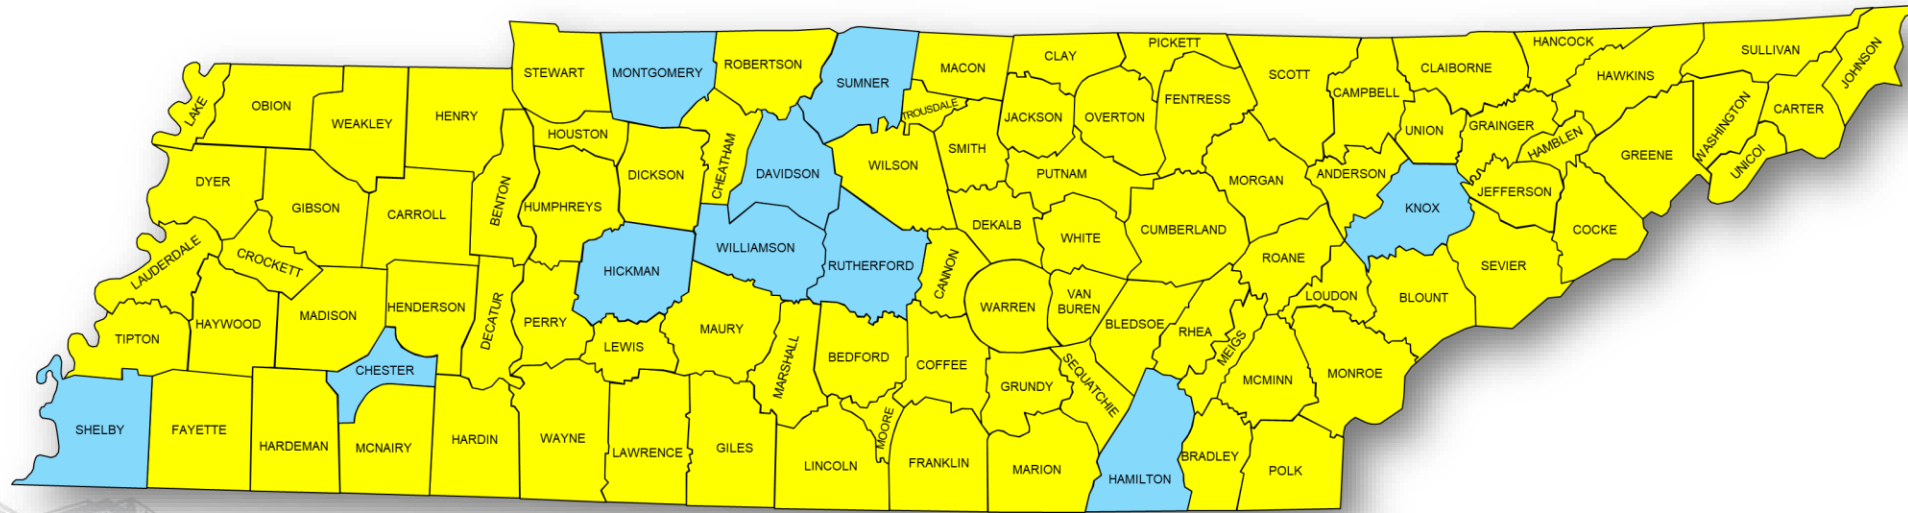 STEWART
MONTGOMERY
ROBERTSON
SUMNER
MACON
CLAY
PICKETT
SCOTT
CAMPBELL
CLAIBORNE
HANCOCK
HAWKINS
SULLIVAN
JOHNSON
LAKE
OBION
WEAKLEY
HENRY
HOUSTON
CHEATHAM
TROUSDALE
JACKSON
OVERTON
FENTRESS
UNION
GRAINGER
HAMBLEN
WASHINGTON
CARTER
UNICOI
GREENE
DYER
GIBSON
CARROLL
BENTON
HUMPHREYS
DICKSON
DAVIDSON
WILSON
SMITH
PUTNAM
MORGAN
ANDERSON
KNOX
JEFFERSON
COCKE
LAUDERDALE
CROCKETT
HICKMAN
WILLIAMSON
RUTHERFORD
CANNON
DEKALB
WHITE
CUMBERLAND
ROANE
LOUDON
BLOUNT
SEVIER
TIPTON
HAYWOOD
MADISON
HENDERSON
DECATUR
PERRY
LEWIS
MAURY
MARSHALL
BEDFORD
COFFEE
WARREN
VAN
BUREN
BLEDSOE
RHEA
MEIGS
MCMINN
MONROE
SHELBY
FAYETTE
HARDEMAN
CHESTER
MCNAIRY
HARDIN
WAYNE
LAWRENCE
GILES
LINCOLN
MOORE
FRANKLIN
GRUNDY
SEQUATCHIE
MARION
HAMILTON
BRADLEY
POLK